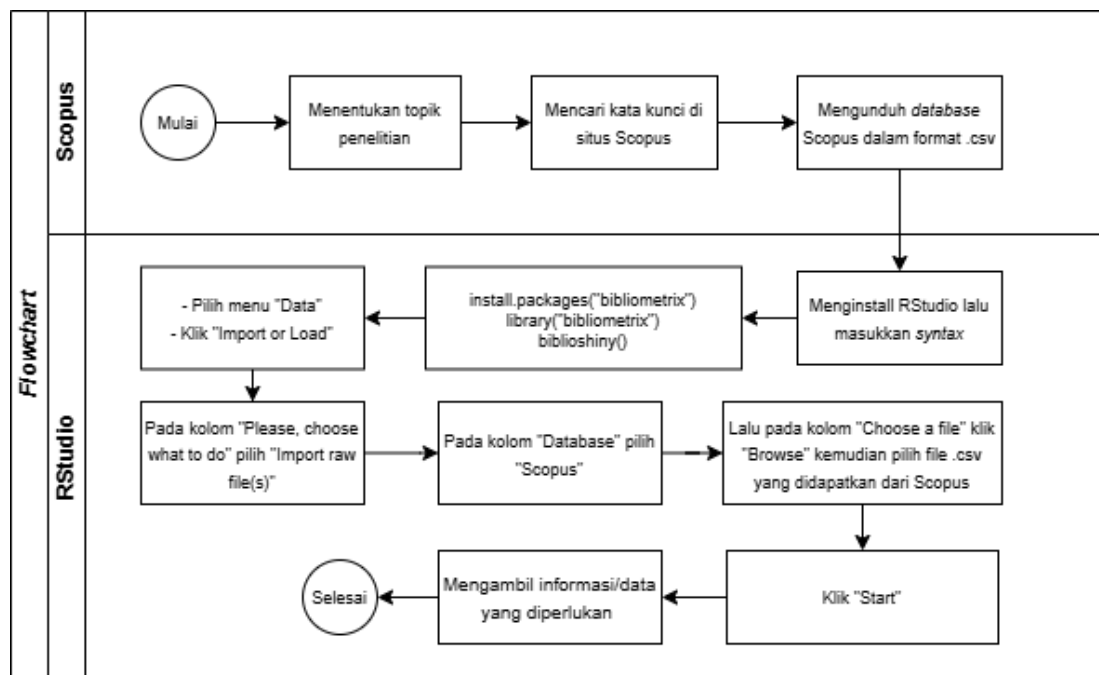 Flowchart
Scopus
Mulai
Menentukan topik
penelitian
Mencari kata kunci di
situs Scopus
Mengunduh database
Scopus dalam format .csv
RStudio
Menginstall RStudio lalu
masukkan syntax
install.packages("bibliometrix")
library("bibliometrix")
biblioshiny()
- Pilih menu "Data"
- Klik "Import or Load"
Pada kolom "Please, choose
what to do" pilih "Import raw
file(s)"
Pada kolom "Database" pilih
"Scopus"
Lalu pada kolom "Choose a file" klik
"Browse" kemudian pilih file .csv
yang didapatkan dari Scopus
Klik "Start"
Mengambil informasi/data
yang diperlukan
Selesai